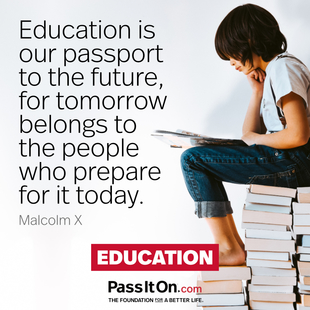 Education is
our passport
to the future,
for tomorrow
belongs to
the people
who prepare
for it today.
Malcolm X
EDUCATION
PassItOn.com
THE FOUNDATION FOR A BETTER LIFE.